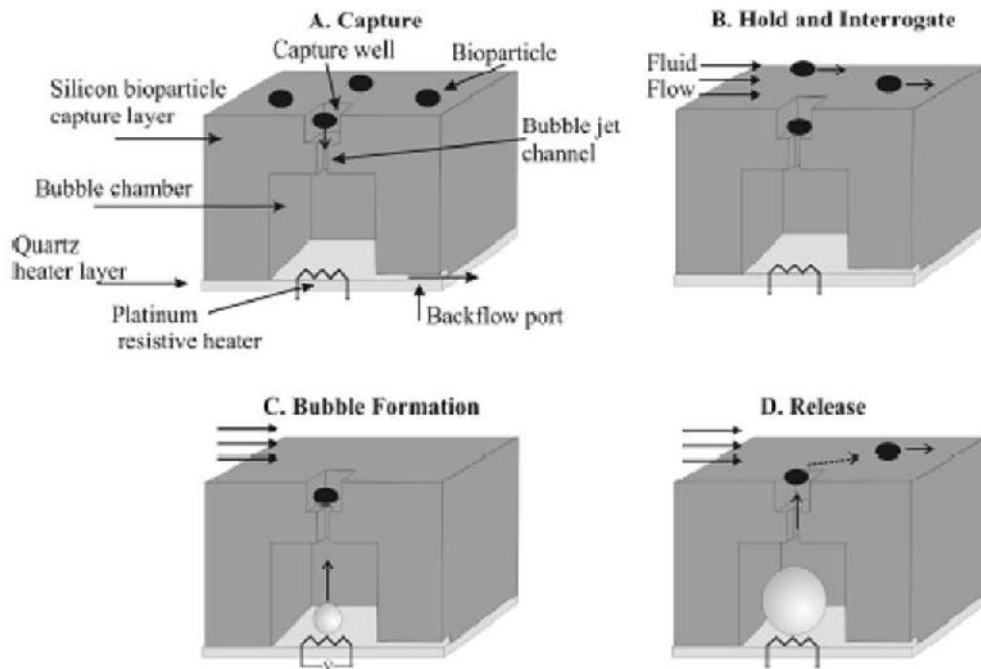 A. Capture
Capture well
Bioparticle
Silicon bioparticle
capture layer
Bubble jet
channel
Bubble chamber
Quartz
heater layer
Platinum
resistive heater
Backflow port
B. Hold and Interrogate
Fluid
Flow
C. Bubble Formation
D. Release